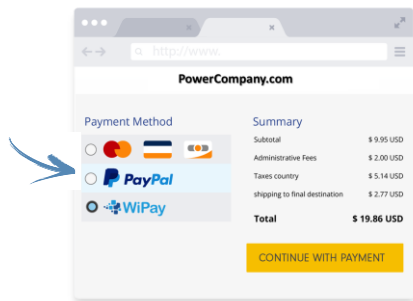 http://www.
PowerCompany.com
Payment Method
PayPal
WiPay
Summary
Subtotal $ 9.95 USD
Administrative Fees $ 2.00 USD
Taxes country $ 5.14 USD
shipping to final destination $ 2.77 USD
Total $ 19.86 USD
CONTINUE WITH PAYMENT